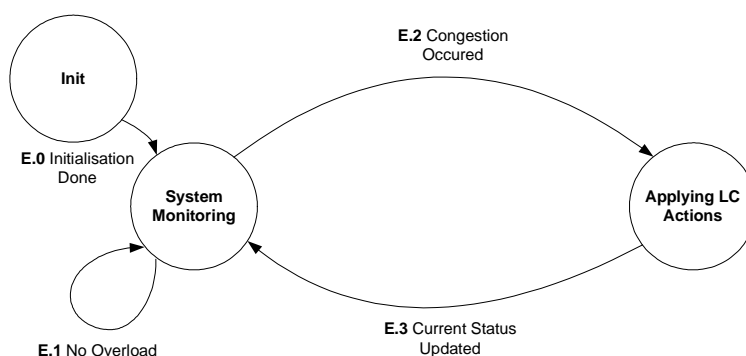 Init
E.0 Initialisation
Done
System
Monitoring
E.1 No Overload
E.2 Congestion
Occured
Applying LC
Actions
E.3 Current Status
Updated